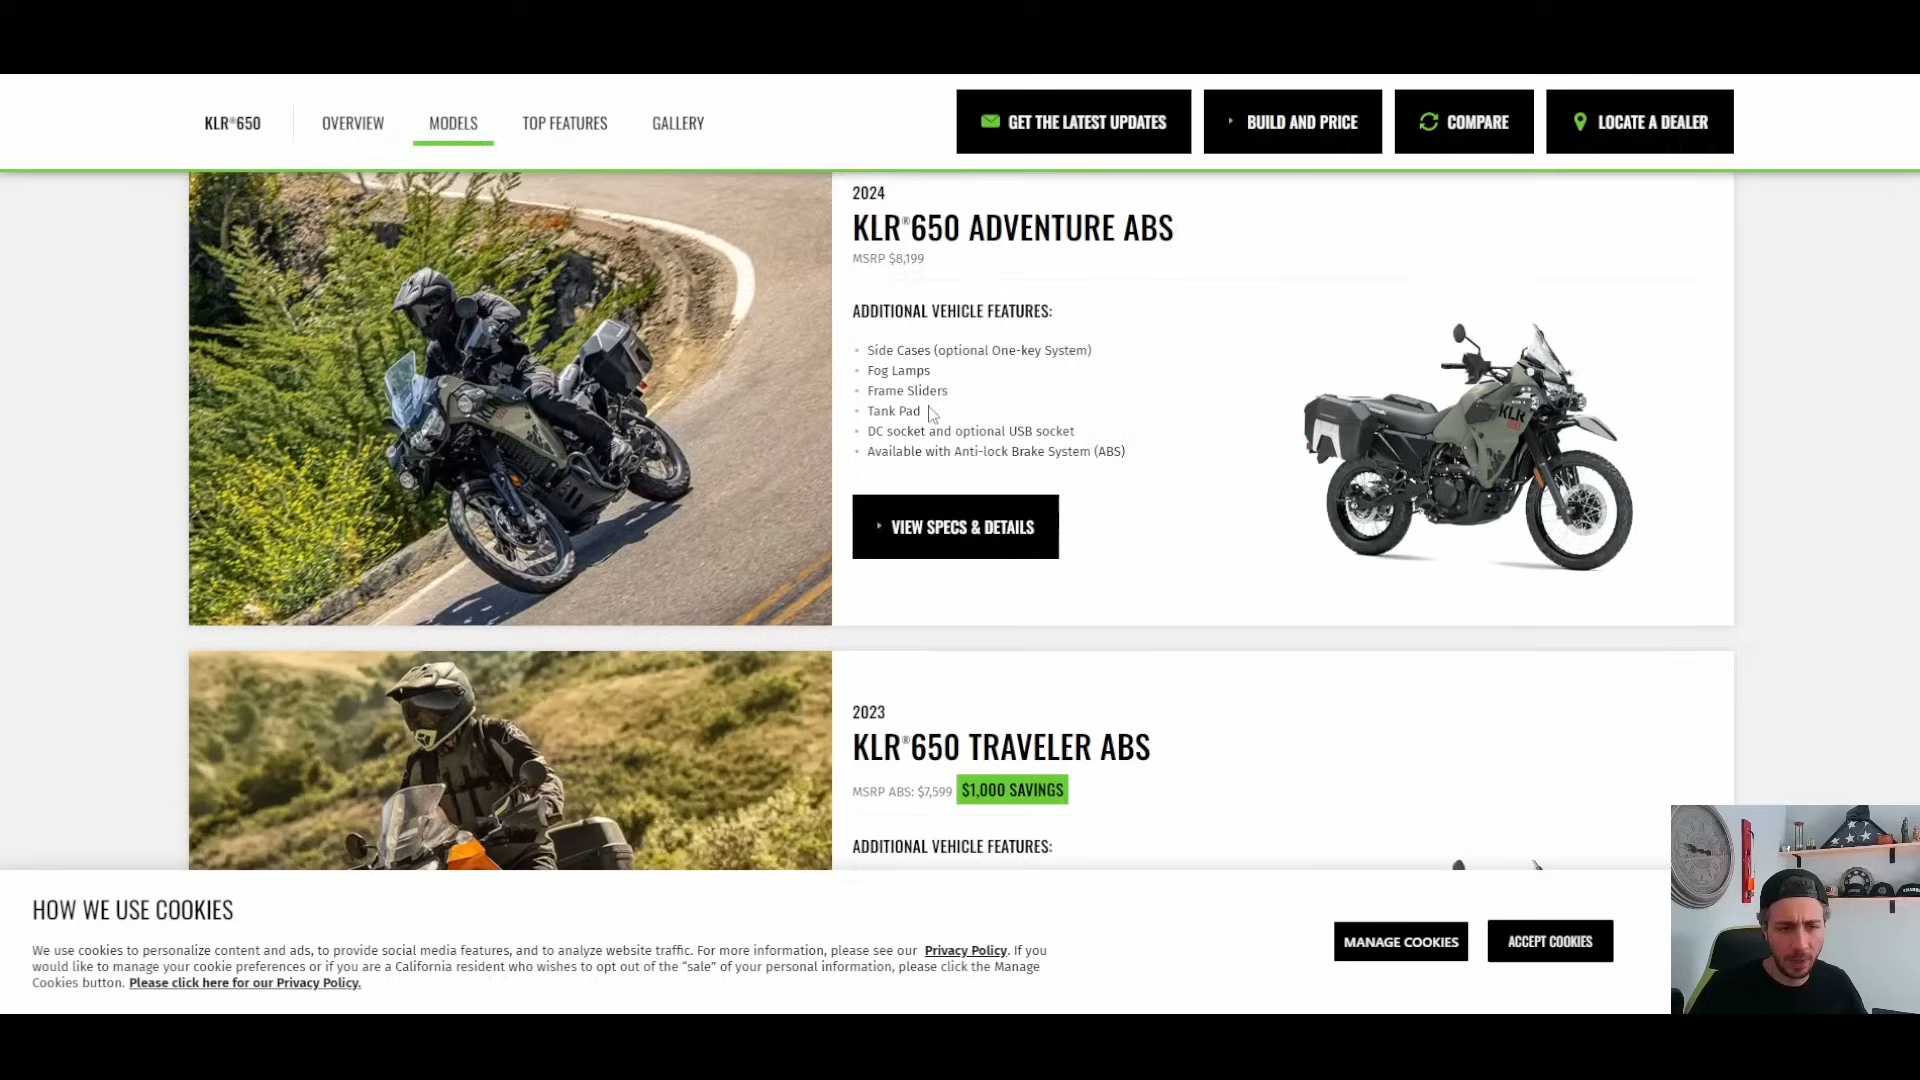 KLR®650
OVERVIEW
MODELS
TOP FEATURES
GALLERY
GET THE LATEST UPDATES
BUILD AND PRICE
COMPARE
LOCATE A DEALER
2024
KLR®650 ADVENTURE ABS
MSRP $8,199
ADDITIONAL VEHICLE FEATURES:
Side Cases (optional One-key System)
Fog Lamps
Frame Sliders
Tank Pad
DC socket and optional USB socket
Available with Anti-lock Brake System (ABS)
VIEW SPECS & DETAILS
KLR
2023
KLR®650 TRAVELER ABS
MSRP ABS: $7,599 $1,000 SAVINGS
ADDITIONAL VEHICLE FEATURES:
HOW WE USE COOKIES
We use cookies to personalize content and ads, to provide social media features, and to analyze website traffic. For more information, please see our Privacy Policy. If you
would like to manage your cookie preferences or if you are a California resident who wishes to opt out of the “sale” of your personal information, please click the Manage
Cookies button. Please click here for our Privacy Policy.
MANAGE COOKIES
ACCEPT COOKIES